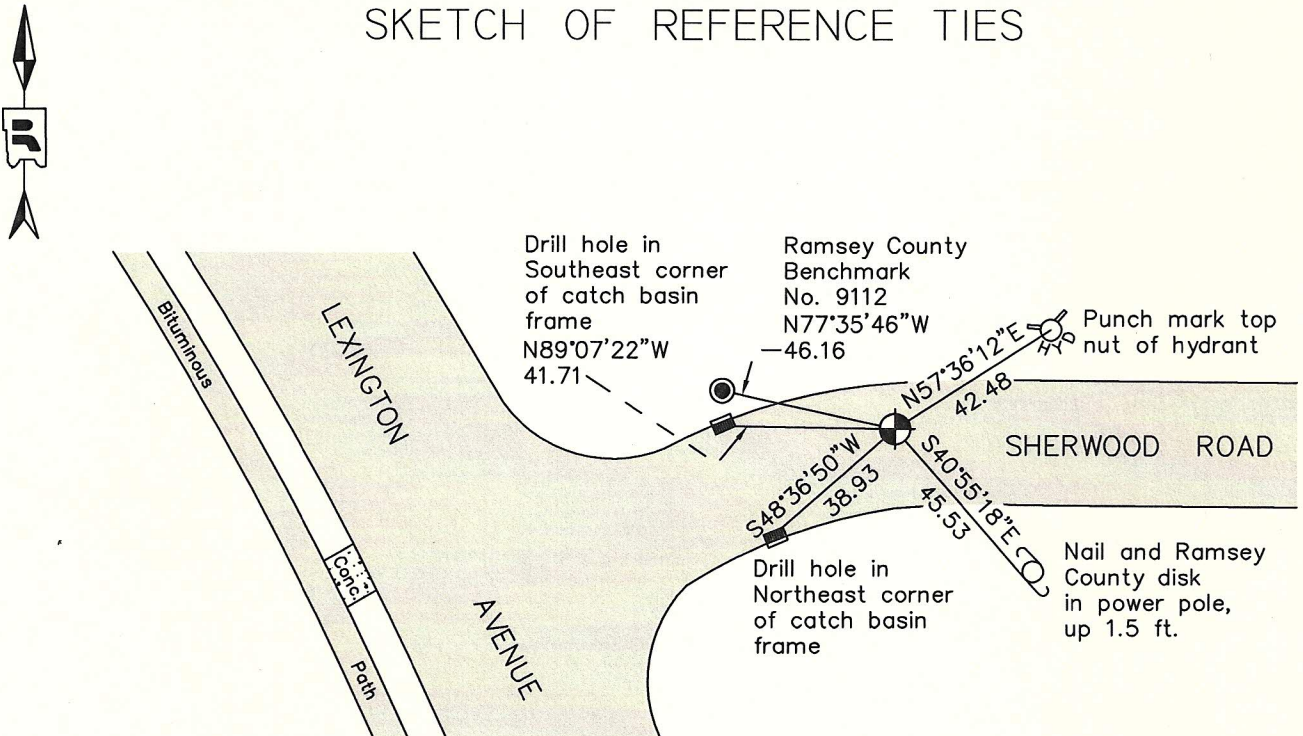 SKETCH OF REFERENCE TIES
R
Drill hole in
Southeast corner
of catch basin
frame
N89°07'22"W
41.71
Ramsey County
Benchmark
No. 9112
N77°35'46"W
46.16
Punch mark top
nut of hydrant
N57°36'12"E
42.48
Bituminous
LEXINGTON
SHERWOOD ROAD
S48°36'50"W
38.93
S40°55'18"E
45.53
Conc.
Drill hole in
Northeast corner
of catch basin
frame
Nail and Ramsey
County disk
in power pole,
up 1.5 ft.
AVENUE
Path